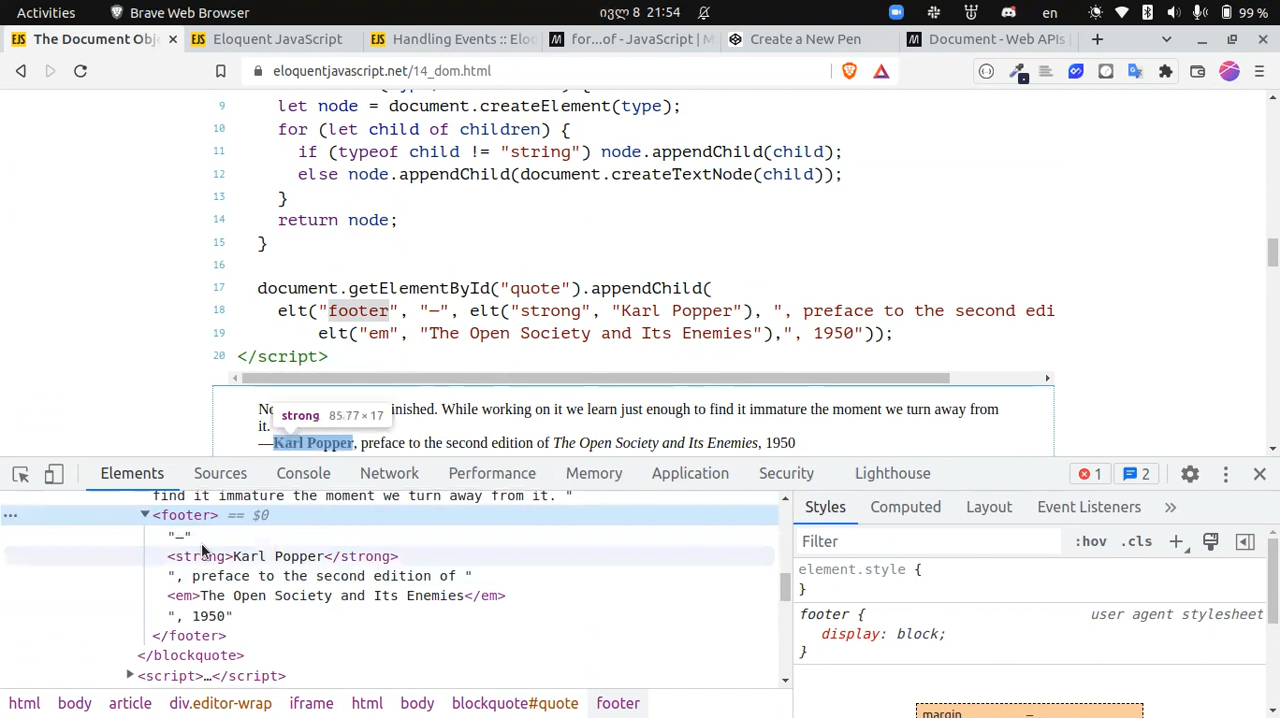 Activities Brave Web Browser ივლ 8 21:54 en 99 %
EJS The Document Obj × EJS Eloquent JavaScript EJS Handling Events :: Elo for...of - JavaScript | M Create a New Pen Document - Web APIs | +
eloquentjavascript.net/14_dom.html
9 let node = document.createElement(type);
10 for (let child of children) {
11 if (typeof child != "string") node.appendChild(child);
12 else node.appendChild(document.createTextNode(child));
13 }
14 return node;
15 }
16
17 document.getElementById("quote").appendChild(
18 elt("footer", "—", elt("strong", "Karl Popper"), ", preface to the second edi
19 elt("em", "The Open Society and Its Enemies"),", 1950"));
20 </script>
No inished. While working on it we learn just enough to find it immature the moment we turn away from
strong 85.77 × 17
it.
—Karl Popper, preface to the second edition of The Open Society and Its Enemies, 1950
Elements Sources Console Network Performance Memory Application Security Lighthouse 1 2
find it immature the moment we turn away from it. "
... <footer> == $0
"—"
<strong>Karl Popper</strong>
", preface to the second edition of "
<em>The Open Society and Its Enemies</em>
", 1950"
</footer>
</blockquote>
<script>…</script>
html body article div.editor-wrap iframe html body blockquote#quote footer
Styles Computed Layout Event Listeners »
Filter :hov .cls +
element.style {
}
footer { user agent stylesheet
display: block;
}
margin –